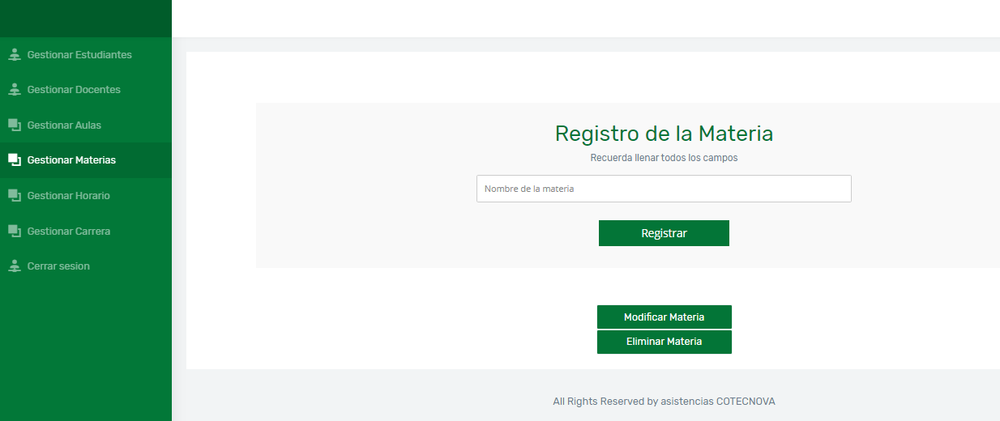 Gestionar Estudiantes
Gestionar Docentes
Gestionar Aulas
Gestionar Materias
Gestionar Horario
Gestionar Carrera
Cerrar sesion
Registro de la Materia
Recuerda llenar todos los campos
Nombre de la materia
Registrar
Modificar Materia
Eliminar Materia
All Rights Reserved by asistencias COTECNOVA